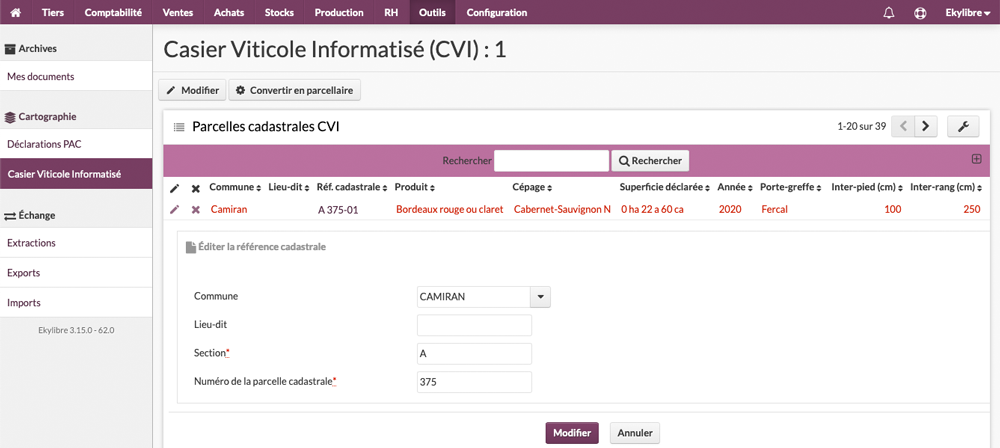 Tiers Comptabilité Ventes Achats Stocks Production RH Outils Configuration Ekylibre
Archives
Mes documents
Cartographie
Déclarations PAC
Casier Viticole Informatisé
Échange
Extractions
Exports
Imports
Ekylibre 3.15.0 - 62.0
Casier Viticole Informatisé (CVI) : 1
Modifier Convertir en parcellaire
Parcelles cadastrales CVI 1-20 sur 39
Rechercher Rechercher
Commune Lieu-dit Réf. cadastrale Produit Cépage Superficie déclarée Année Porte-greffe Inter-pied (cm) Inter-rang (cm)
Camiran A 375-01 Bordeaux rouge ou claret Cabernet-Sauvignon N 0 ha 22 a 60 ca 2020 Fercal 100 250
Éditer la référence cadastrale
Commune CAMIRAN
Lieu-dit
Section* A
Numéro de la parcelle cadastrale* 375
Modifier Annuler